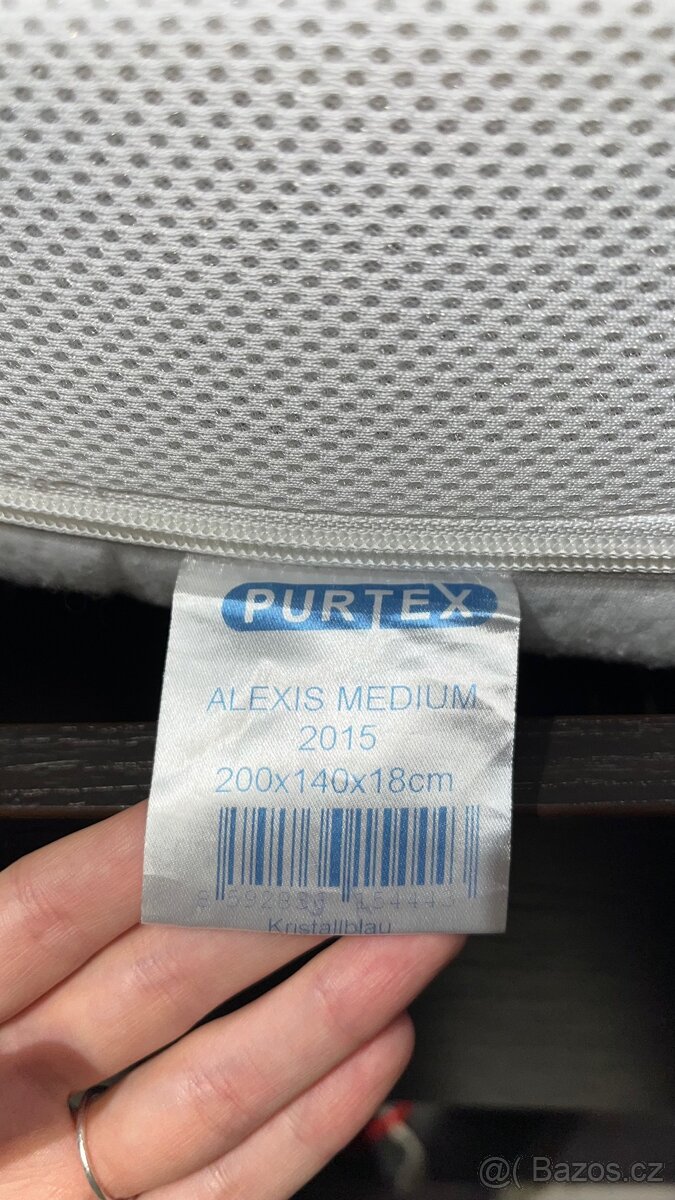 PURTEX
ALEXIS MEDIUM
2015
200x140x18cm
Kristallblau
@( Bazos.cz